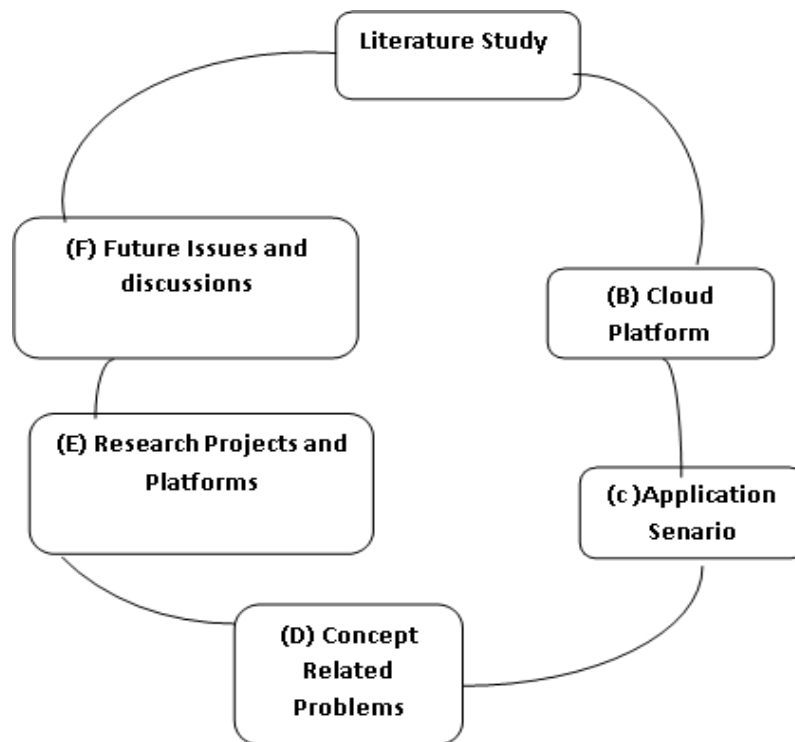 Literature Study
(F) Future Issues and
discussions
(B) Cloud
Platform
(E) Research Projects and
Platforms
(c )Application
Senario
(D) Concept
Related
Problems